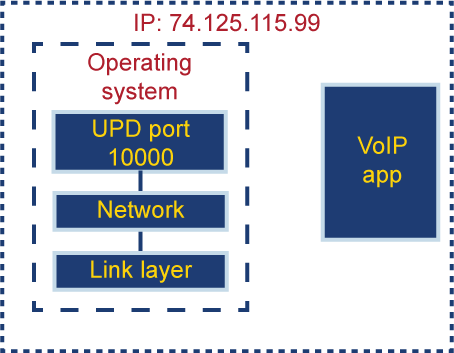 IP: 74.125.115.99
Operating
system
UPD port
10000
Network
Link layer
VoIP
app